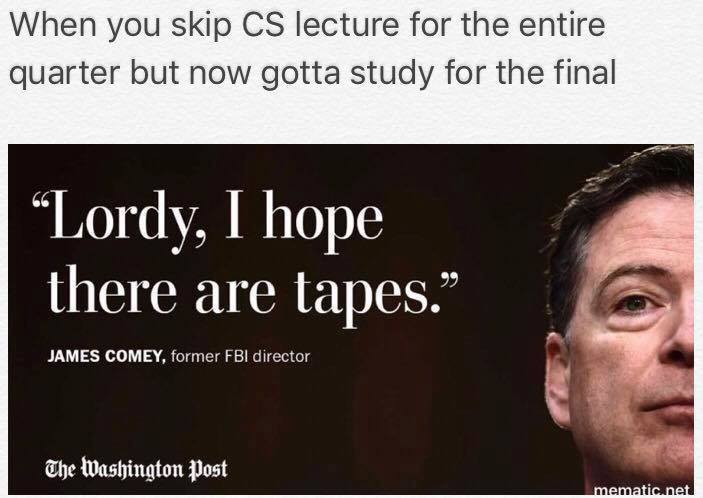 When you skip CS lecture for the entire
quarter but now gotta study for the final
“Lordy, I hope
there are tapes.”
JAMES COMEY, former FBI director
The Washington Post
mematic.net